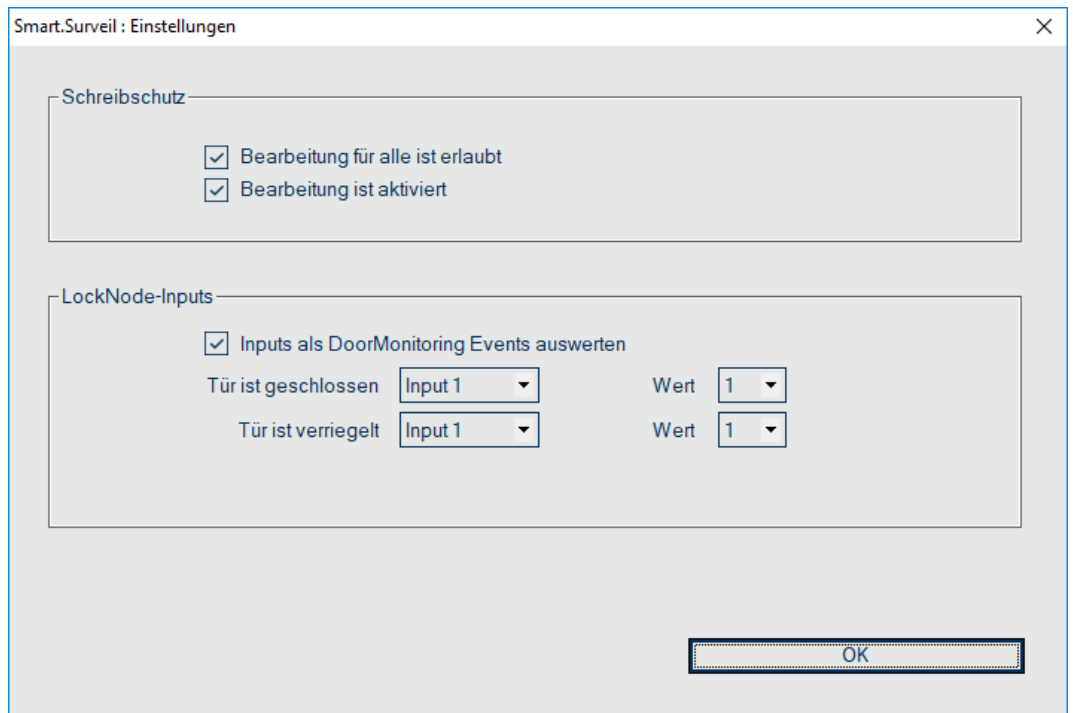 Smart.Surveil : Einstellungen
Schreibschutz
Bearbeitung für alle ist erlaubt
Bearbeitung ist aktiviert
LockNode-Inputs
Inputs als DoorMonitoring Events auswerten
Tür ist geschlossen Input 1 Wert 1
Tür ist verriegelt Input 1 Wert 1
OK